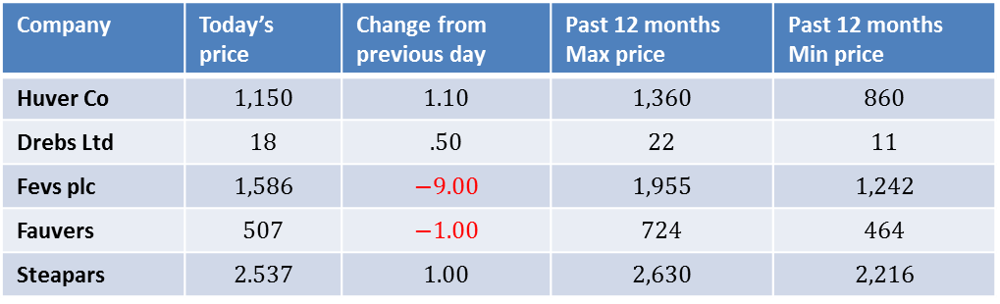 Company Today’s price Change from previous day Past 12 months Max price Past 12 months Min price
Huver Co 1,150 1.10 1,360 860
Drebs Ltd 18 .50 22 11
Fevs plc 1,586 −9.00 1,955 1,242
Fauvers 507 −1.00 724 464
Steapars 2.537 1.00 2,630 2,216